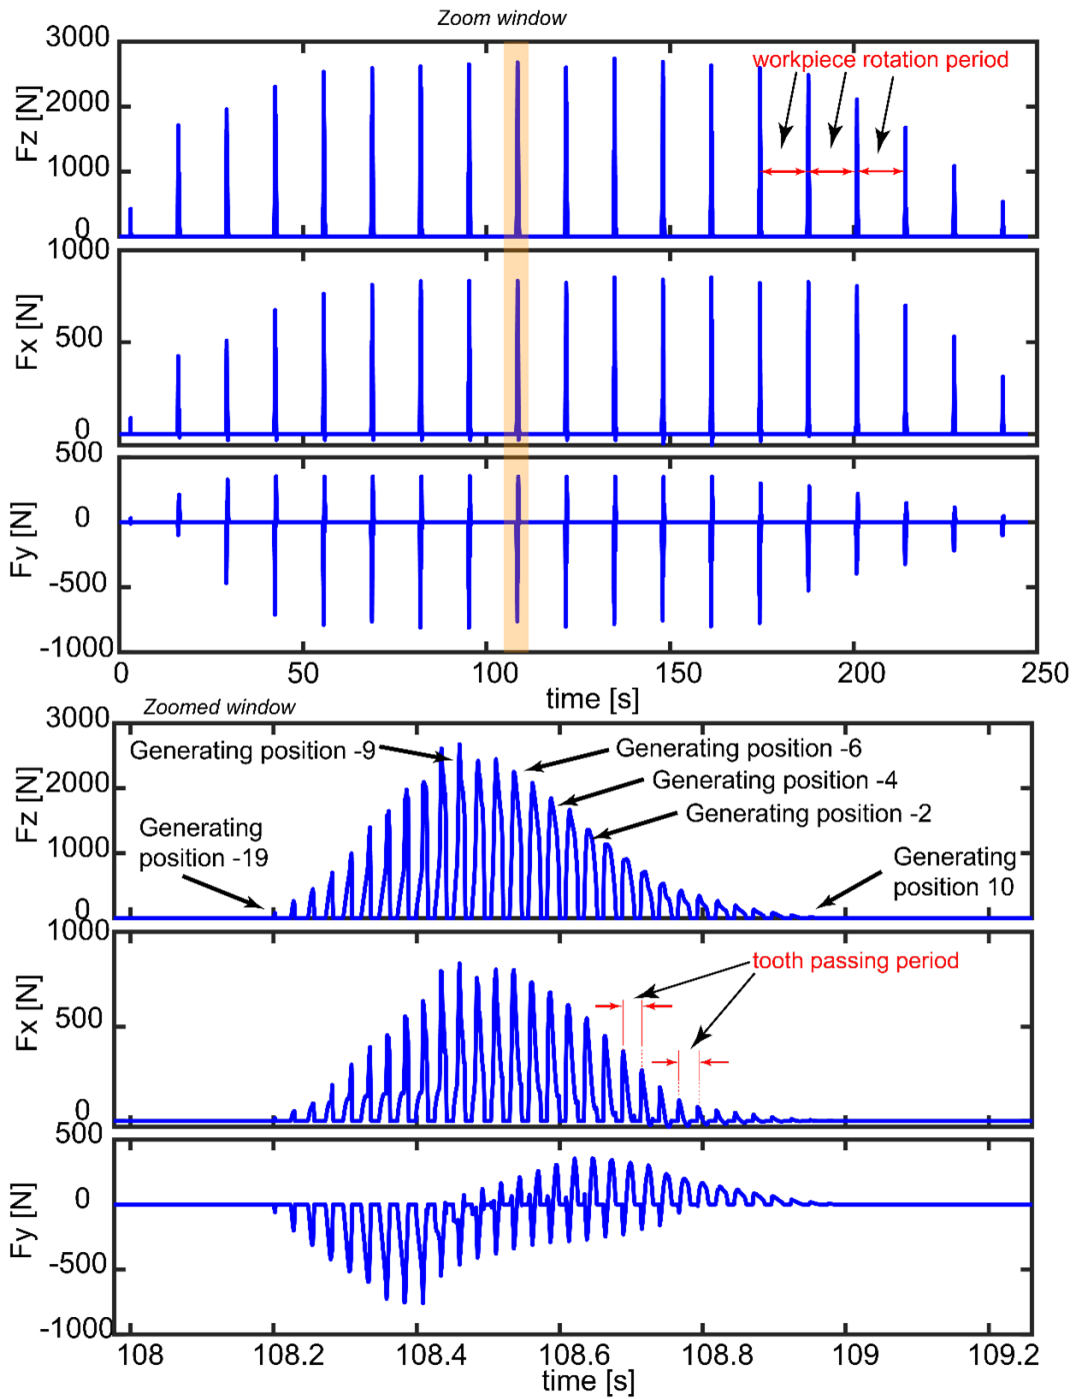 Zoom window
3000
2000
1000
0
Fz [N]
workpiece rotation period
1000
500
0
Fx [N]
500
0
-500
-1000
Fy [N]
0
50
100
150
200
250
time [s]
Zoomed window
3000
2000
1000
0
Fz [N]
Generating position -9
Generating position -6
Generating position -4
Generating position -2
Generating
position -19
Generating
position 10
1000
500
0
Fx [N]
tooth passing period
500
0
-500
-1000
Fy [N]
108
108.2
108.4
108.6
108.8
109
109.2
time [s]